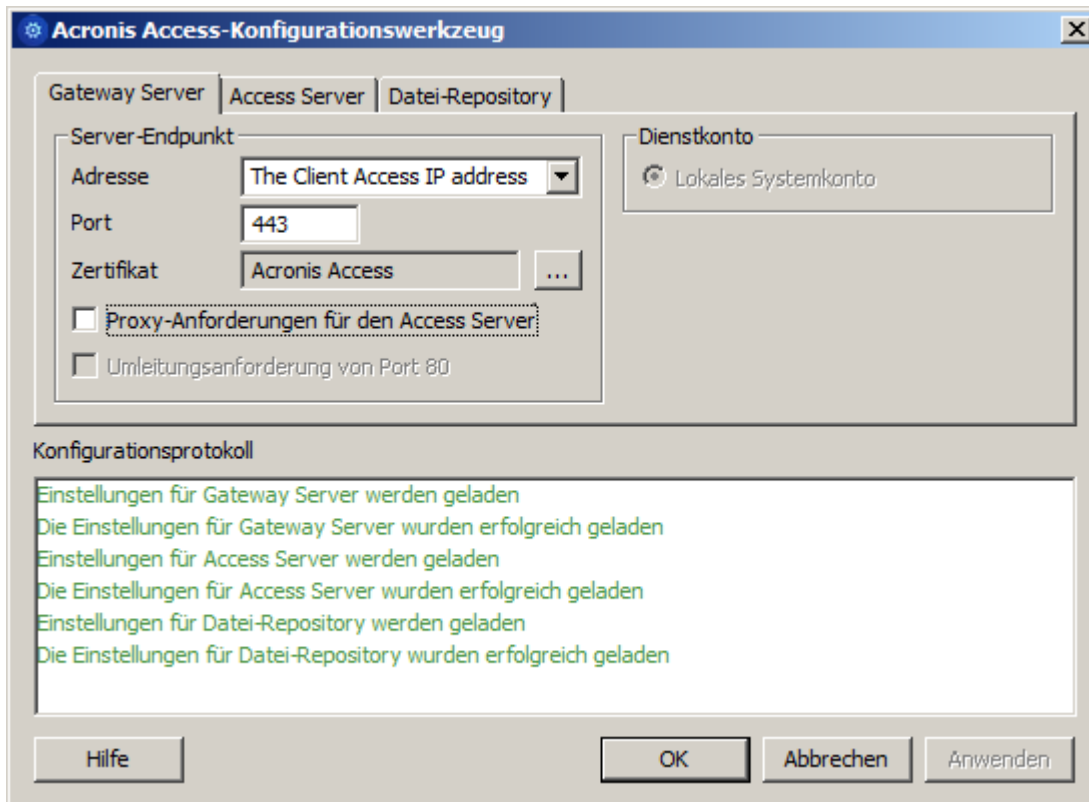 Acronis Access-Konfigurationswerkzeug
Gateway Server Access Server Datei-Repository
Server-Endpunkt
Adresse The Client Access IP address
Port 443
Zertifikat Acronis Access ...
Proxy-Anforderungen für den Access Server
Umleitungsanforderung von Port 80
Dienstkonto
Lokales Systemkonto
Konfigurationsprotokoll
Einstellungen für Gateway Server werden geladen
Die Einstellungen für Gateway Server wurden erfolgreich geladen
Einstellungen für Access Server werden geladen
Die Einstellungen für Access Server wurden erfolgreich geladen
Einstellungen für Datei-Repository werden geladen
Die Einstellungen für Datei-Repository wurden erfolgreich geladen
Hilfe OK Abbrechen Anwenden